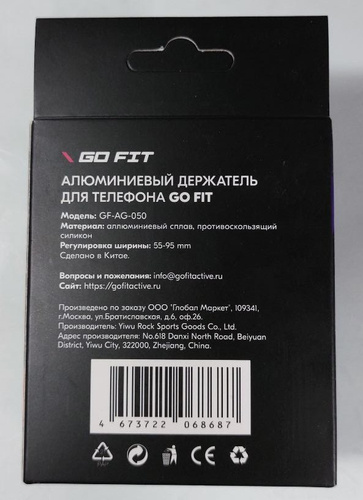 GO FIT
АЛЮМИНИЕВЫЙ ДЕРЖАТЕЛЬ
ДЛЯ ТЕЛЕФОНА GO FIT
Модель: GF-AG-050
Материал: аллюминиевый сплав, противоскользящий
силикон
Регулировка ширины: 55-95 mm
Сделано в Китае.
Вопросы и пожелания: info@gofitactive.ru
Сайт: https://gofitactive.ru
Произведено по заказу ООО "Глобал Маркет", 109341,
г.Москва, ул.Братиславская, д.6, оф.26.
Производитель: Yiwu Rock Sports Goods Co., Ltd.
Адрес производителя: No.618 Danxi North Road, Beiyuan
District, Yiwu City, 322000, Zhejiang, China.
4 673722 068687